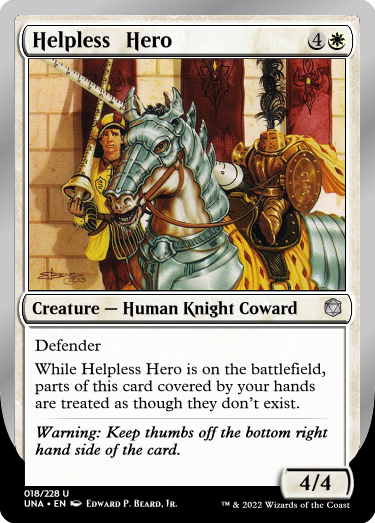 Helpless Hero 4
Creature — Human Knight Coward
Defender
While Helpless Hero is on the battlefield,
parts of this card covered by your hands
are treated as though they don't exist.
Warning: Keep thumbs off the bottom right
hand side of the card.
4/4
018/228 U
UNA • EN Edward P. Beard, Jr.
™ & 2022 Wizards of the Coast